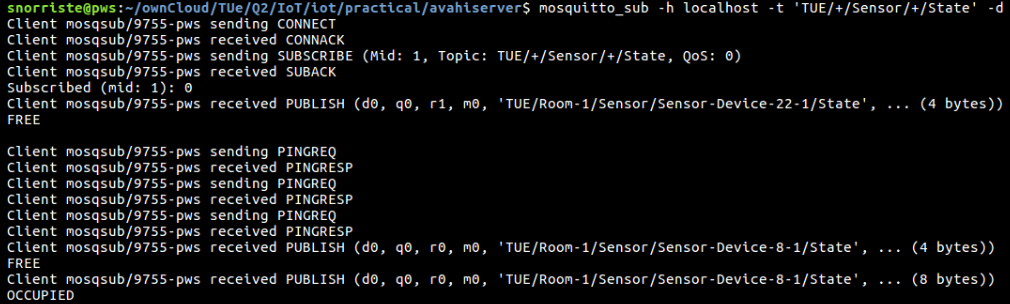 snorriste@pws:~/ownCloud/TUe/Q2/IoT/iot/practical/avahiserver$ mosquitto_sub -h localhost -t 'TUE/+/Sensor/+/State' -d
Client mosqsub/9755-pws sending CONNECT
Client mosqsub/9755-pws received CONNACK
Client mosqsub/9755-pws sending SUBSCRIBE (Mid: 1, Topic: TUE/+/Sensor/+/State, QoS: 0)
Client mosqsub/9755-pws received SUBACK
Subscribed (mid: 1): 0
Client mosqsub/9755-pws received PUBLISH (d0, q0, r1, m0, 'TUE/Room-1/Sensor/Sensor-Device-22-1/State', ... (4 bytes))
FREE
Client mosqsub/9755-pws sending PINGREQ
Client mosqsub/9755-pws received PINGRESP
Client mosqsub/9755-pws sending PINGREQ
Client mosqsub/9755-pws received PINGRESP
Client mosqsub/9755-pws sending PINGREQ
Client mosqsub/9755-pws received PINGRESP
Client mosqsub/9755-pws received PUBLISH (d0, q0, r0, m0, 'TUE/Room-1/Sensor/Sensor-Device-8-1/State', ... (4 bytes))
FREE
Client mosqsub/9755-pws received PUBLISH (d0, q0, r0, m0, 'TUE/Room-1/Sensor/Sensor-Device-8-1/State', ... (8 bytes))
OCCUPIED